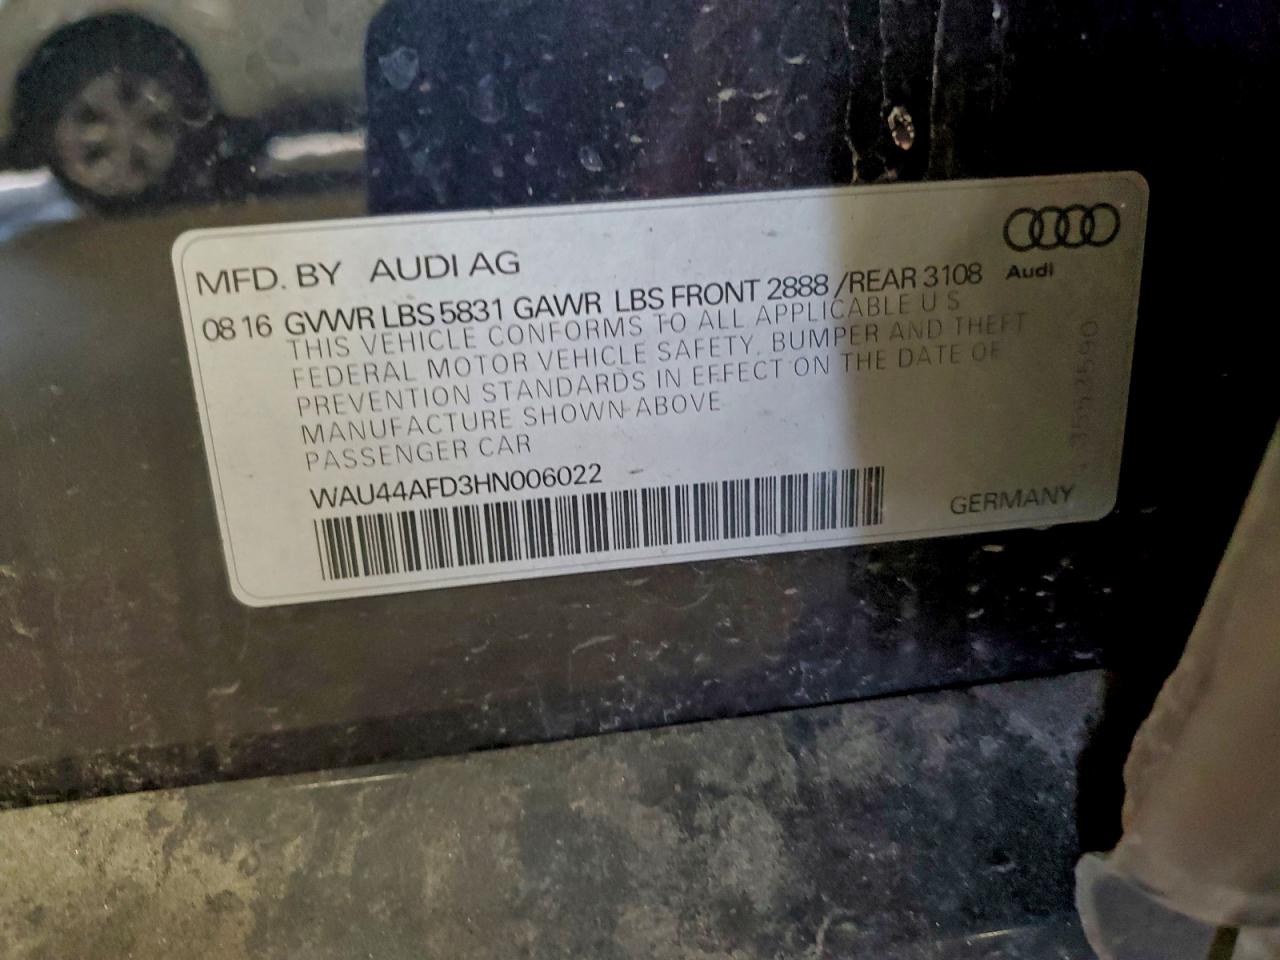 MFD. BY AUDI AG
Audi
08 16 GVWR LBS 5831 GAWR LBS FRONT 2888 /REAR 3108
THIS VEHICLE CONFORMS TO ALL APPLICABLE U S
FEDERAL MOTOR VEHICLE SAFETY, BUMPER AND THEFT
PREVENTION STANDARDS IN EFFECT ON THE DATE OF
MANUFACTURE SHOWN ABOVE
PASSENGER CAR
WAU44AFD3HN006022
GERMANY